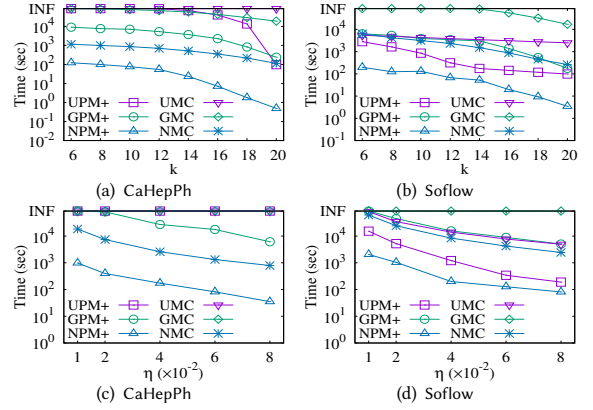 INF
10^5
10^4
10^3
10^2
10^1
10^0
10^-1
10^-2
Time (sec)
UPM+ UMC
GPM+ GMC
NPM+ NMC
6 8 10 12 14 16 18 20
k
(a) CaHepPh
INF
10^4
10^3
10^2
10^1
10^0
10^-1
Time (sec)
UPM+ UMC
GPM+ GMC
NPM+ NMC
6 8 10 12 14 16 18 20
k
(b) Soflow
INF
10^4
10^3
10^2
10^1
10^0
Time (sec)
UPM+ UMC
GPM+ GMC
NPM+ NMC
1 2 4 6 8
η (×10^-2)
(c) CaHepPh
INF
10^4
10^3
10^2
10^1
10^0
Time (sec)
UPM+ UMC
GPM+ GMC
NPM+ NMC
1 2 4 6 8
η (×10^-2)
(d) Soflow